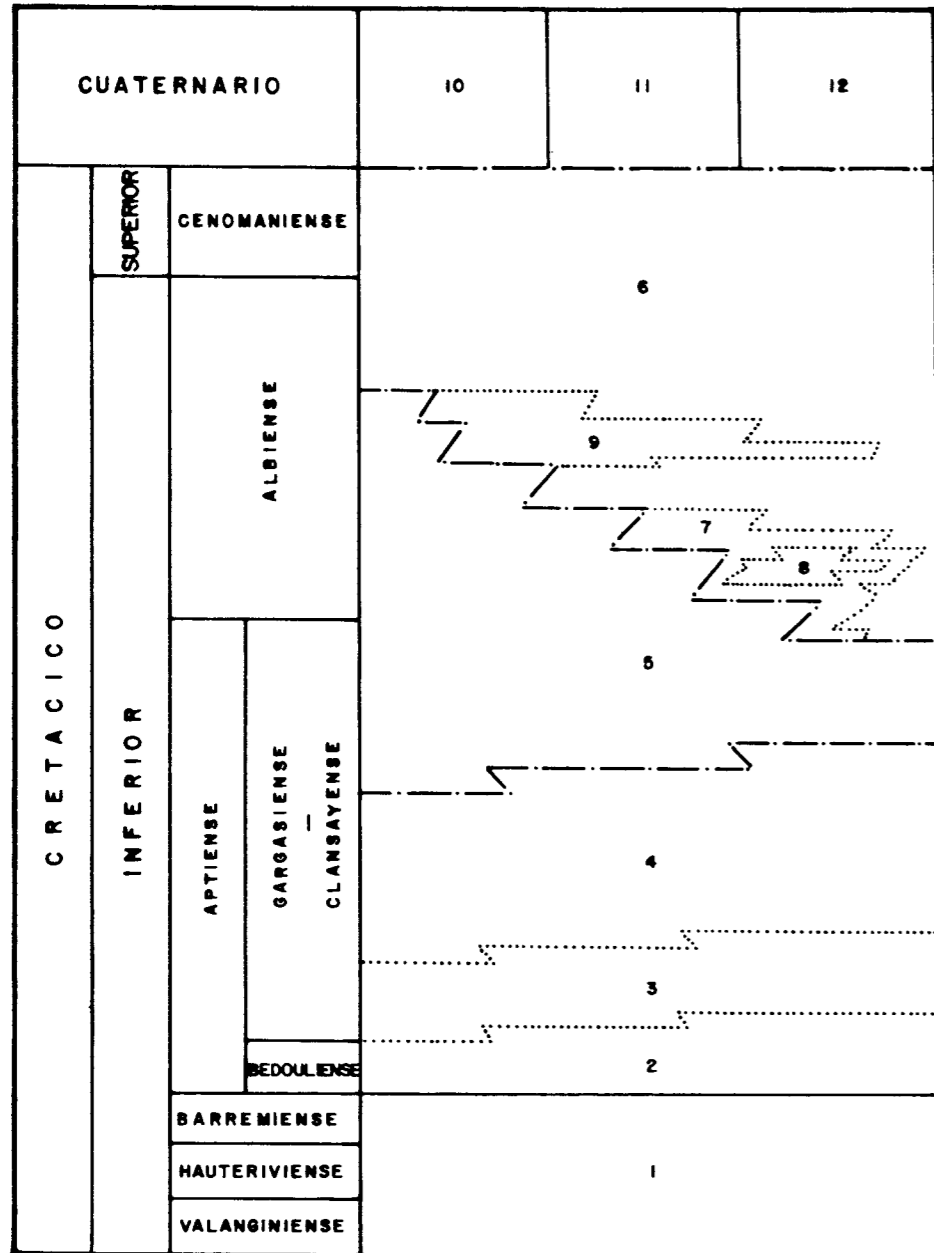 CUATERNARIO
10
11
12
CRETACICO
SUPERIOR
CENOMANIENSE
6
INFERIOR
ALBIENSE
9
7
8
APTIENSE
GARGASIENSE
—
CLANSAYENSE
5
4
3
BEDOULIENSE
2
BARREMIENSE
HAUTERIVIENSE
1
VALANGINIENSE